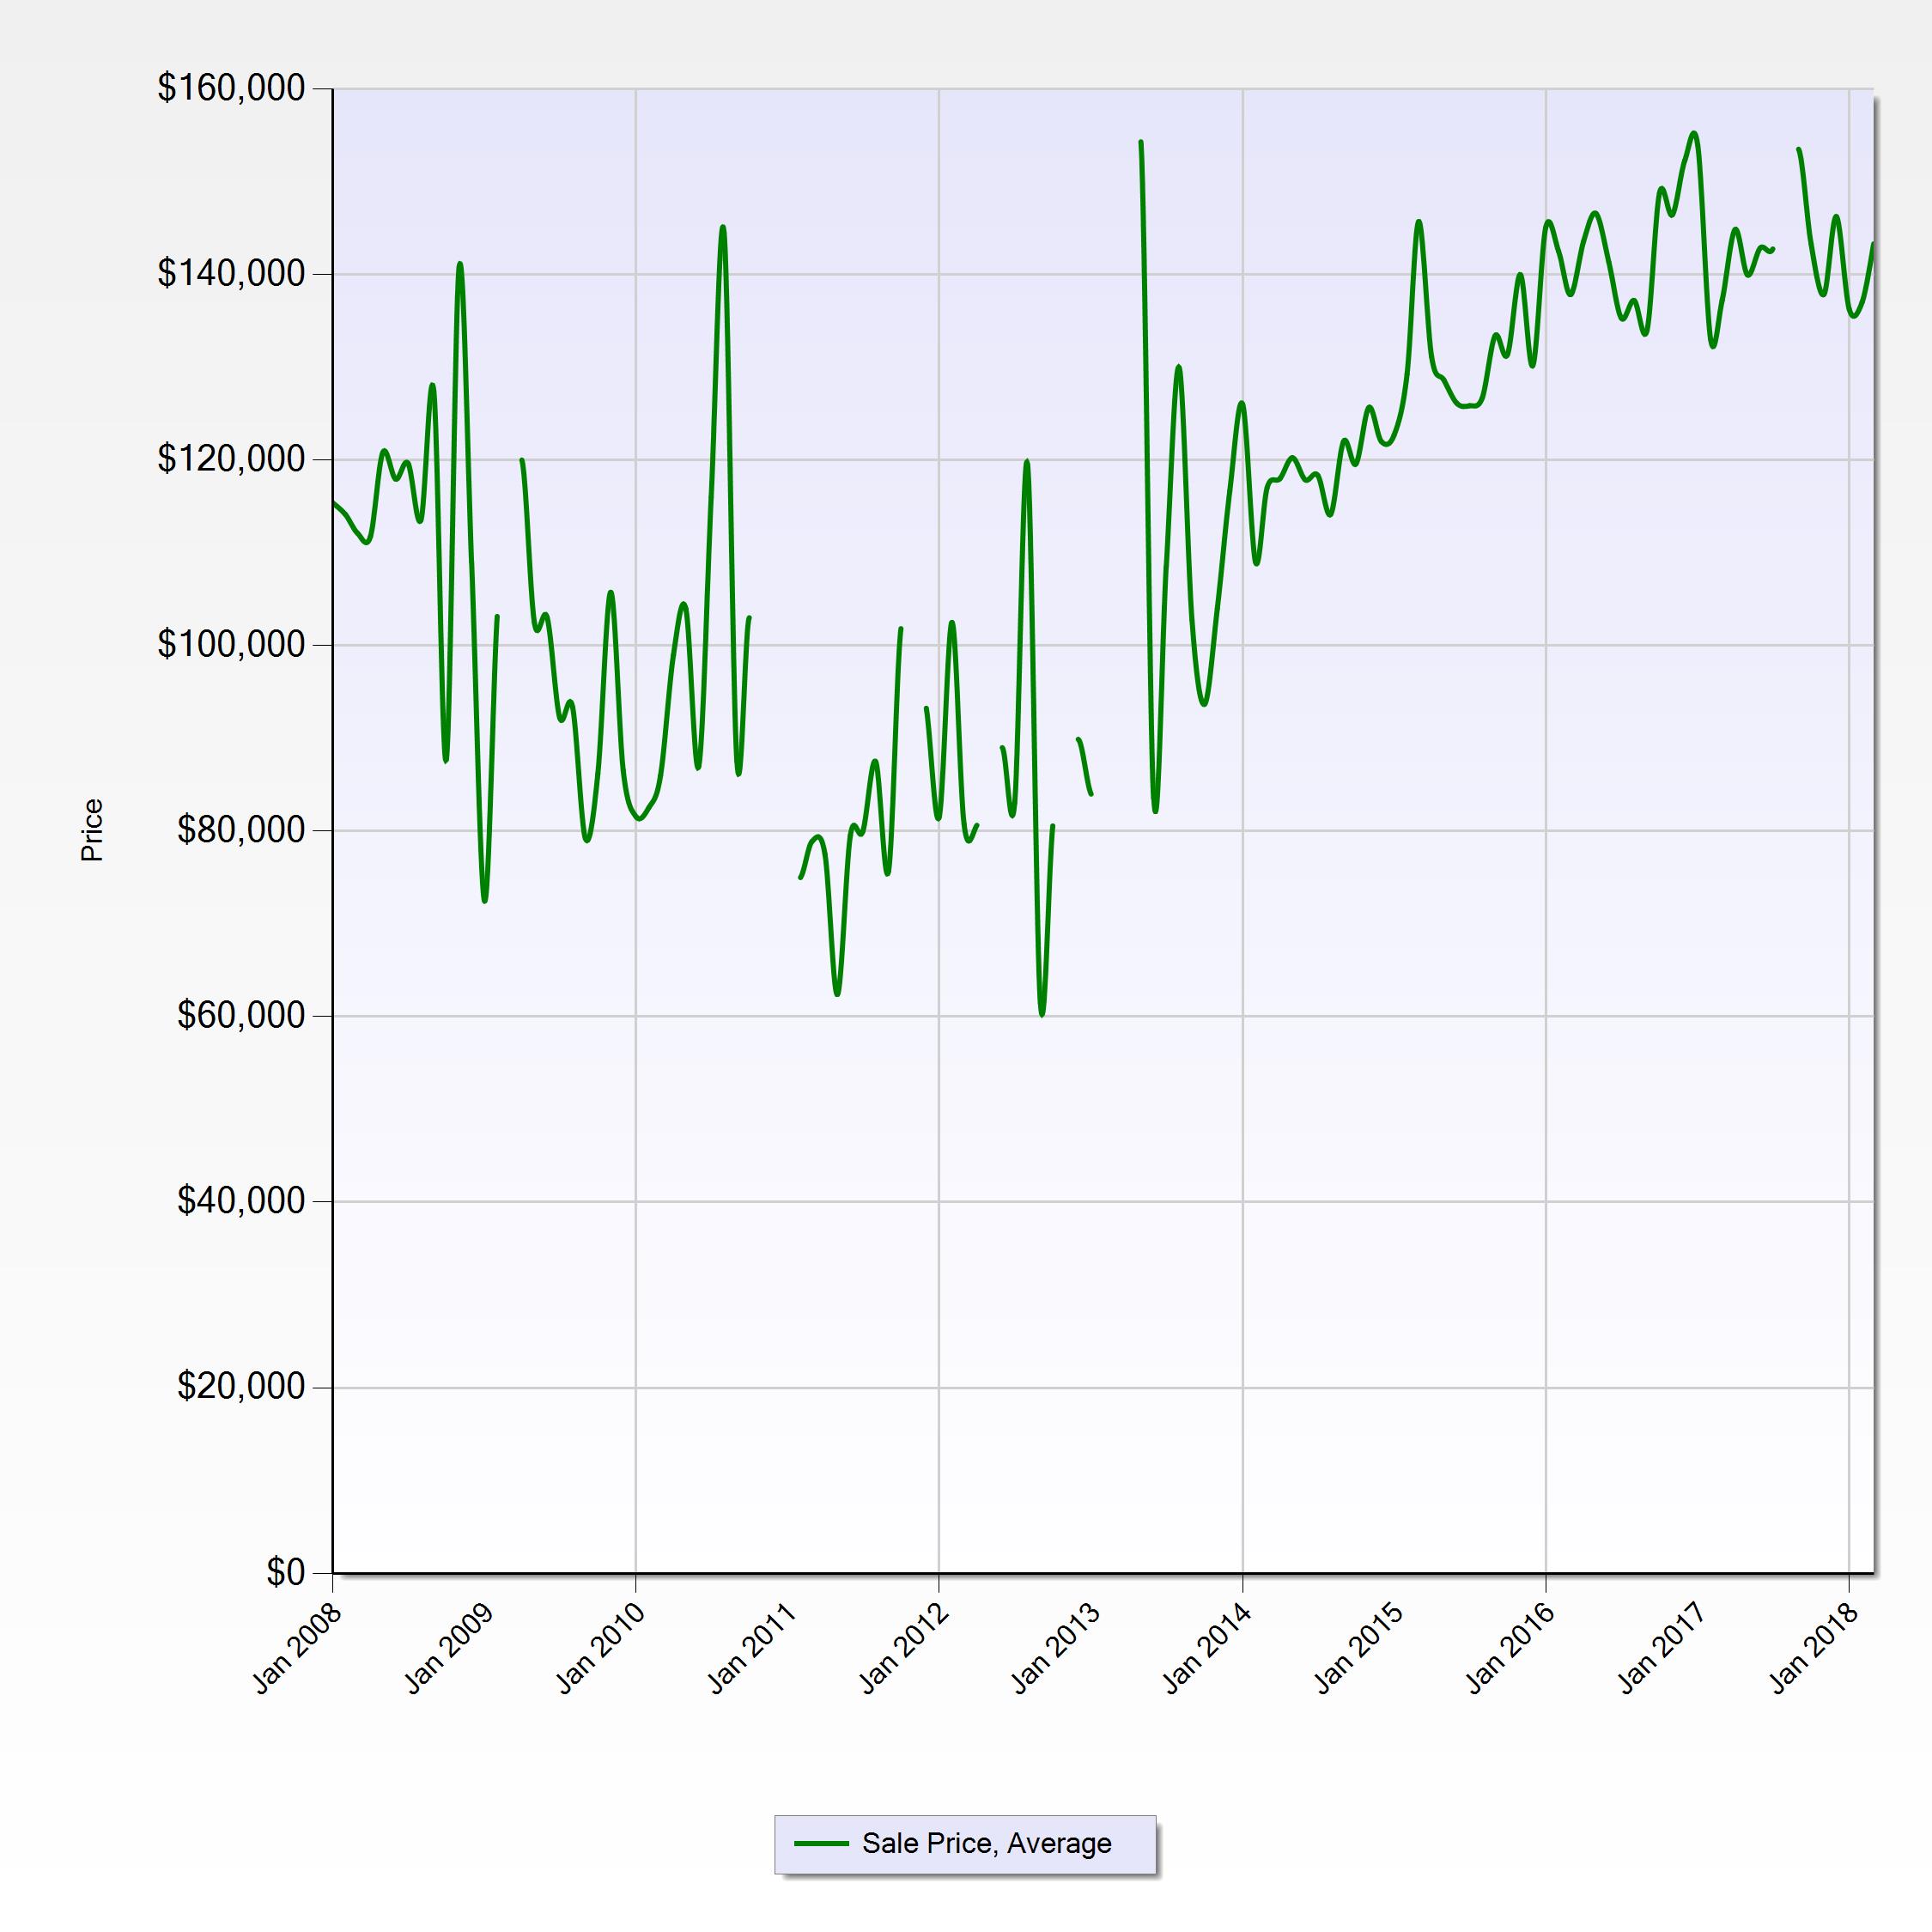 $160,000
$140,000
$120,000
$100,000
$80,000
$60,000
$40,000
$20,000
$0
Price
Jan 2008
Jan 2009
Jan 2010
Jan 2011
Jan 2012
Jan 2013
Jan 2014
Jan 2015
Jan 2016
Jan 2017
Jan 2018
Sale Price, Average